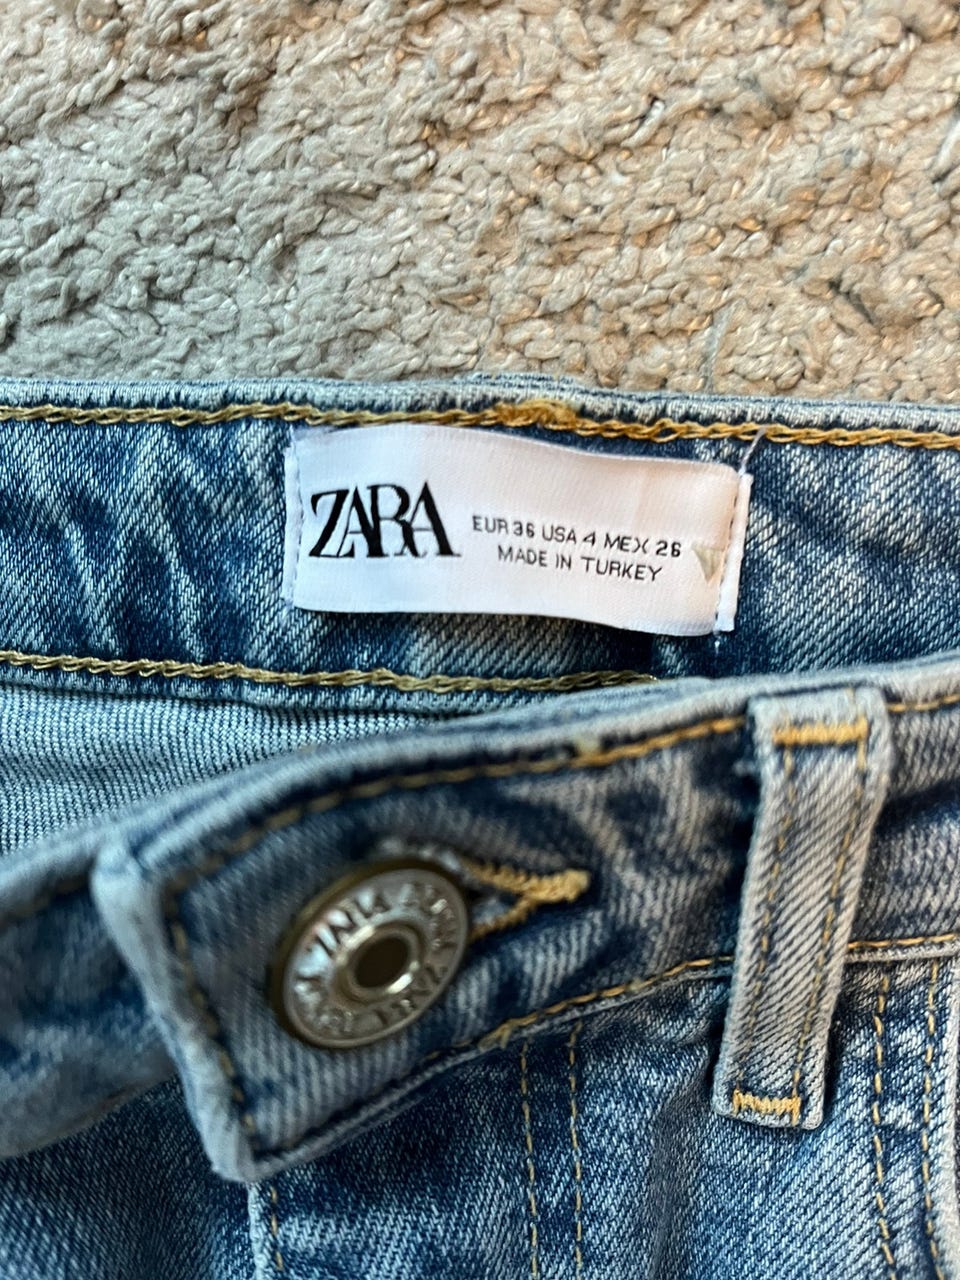 ZARA
EUR 36 USA 4 MEX 26
MADE IN TURKEY